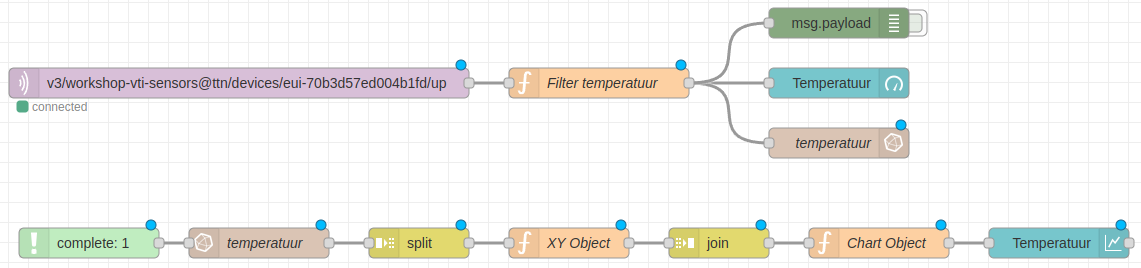 msg.payload
v3/workshop-vti-sensors@ttn/devices/eui-70b3d57ed004b1fd/up
Filter temperatuur
Temperatuur
connected
temperatuur
complete: 1
temperatuur
split
XY Object
join
Chart Object
Temperatuur